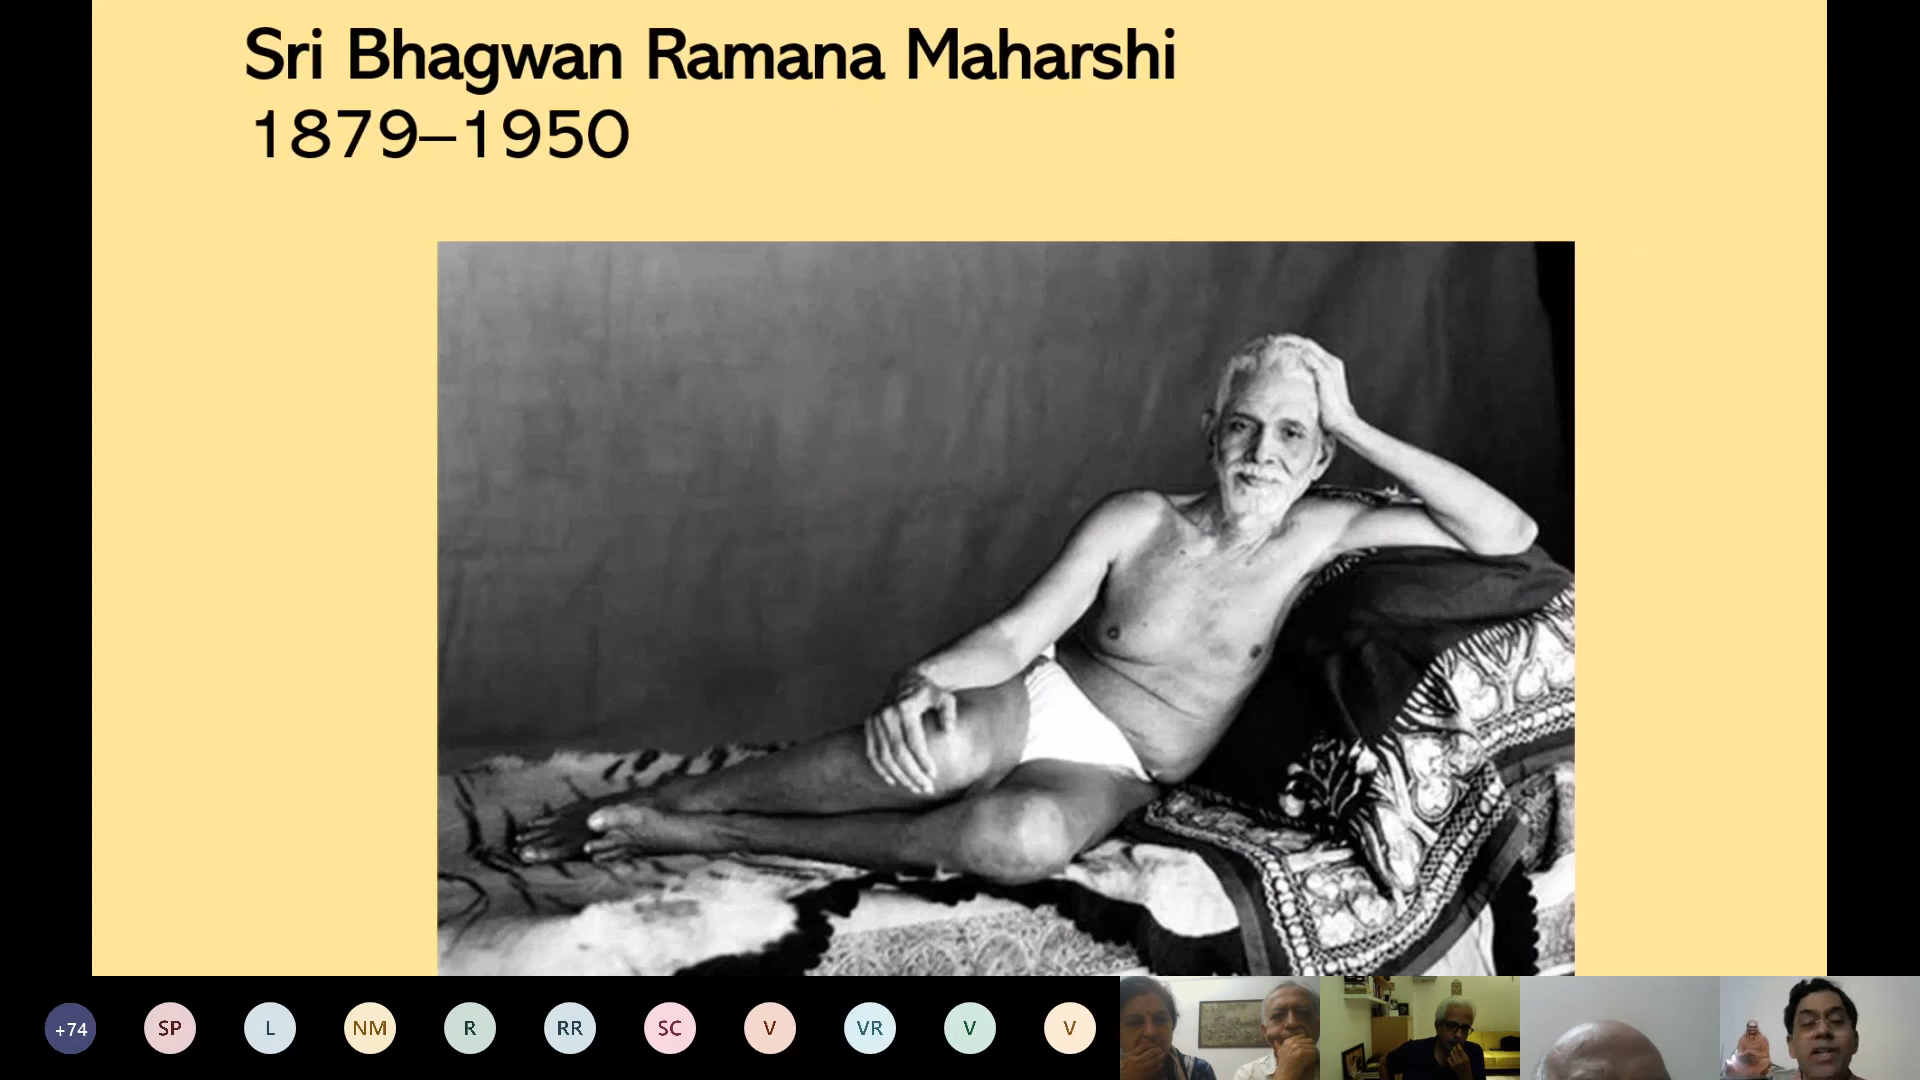 Sri Bhagwan Ramana Maharshi
1879–1950
+74
SP
L
NM
R
RR
SC
V
VR
V
V